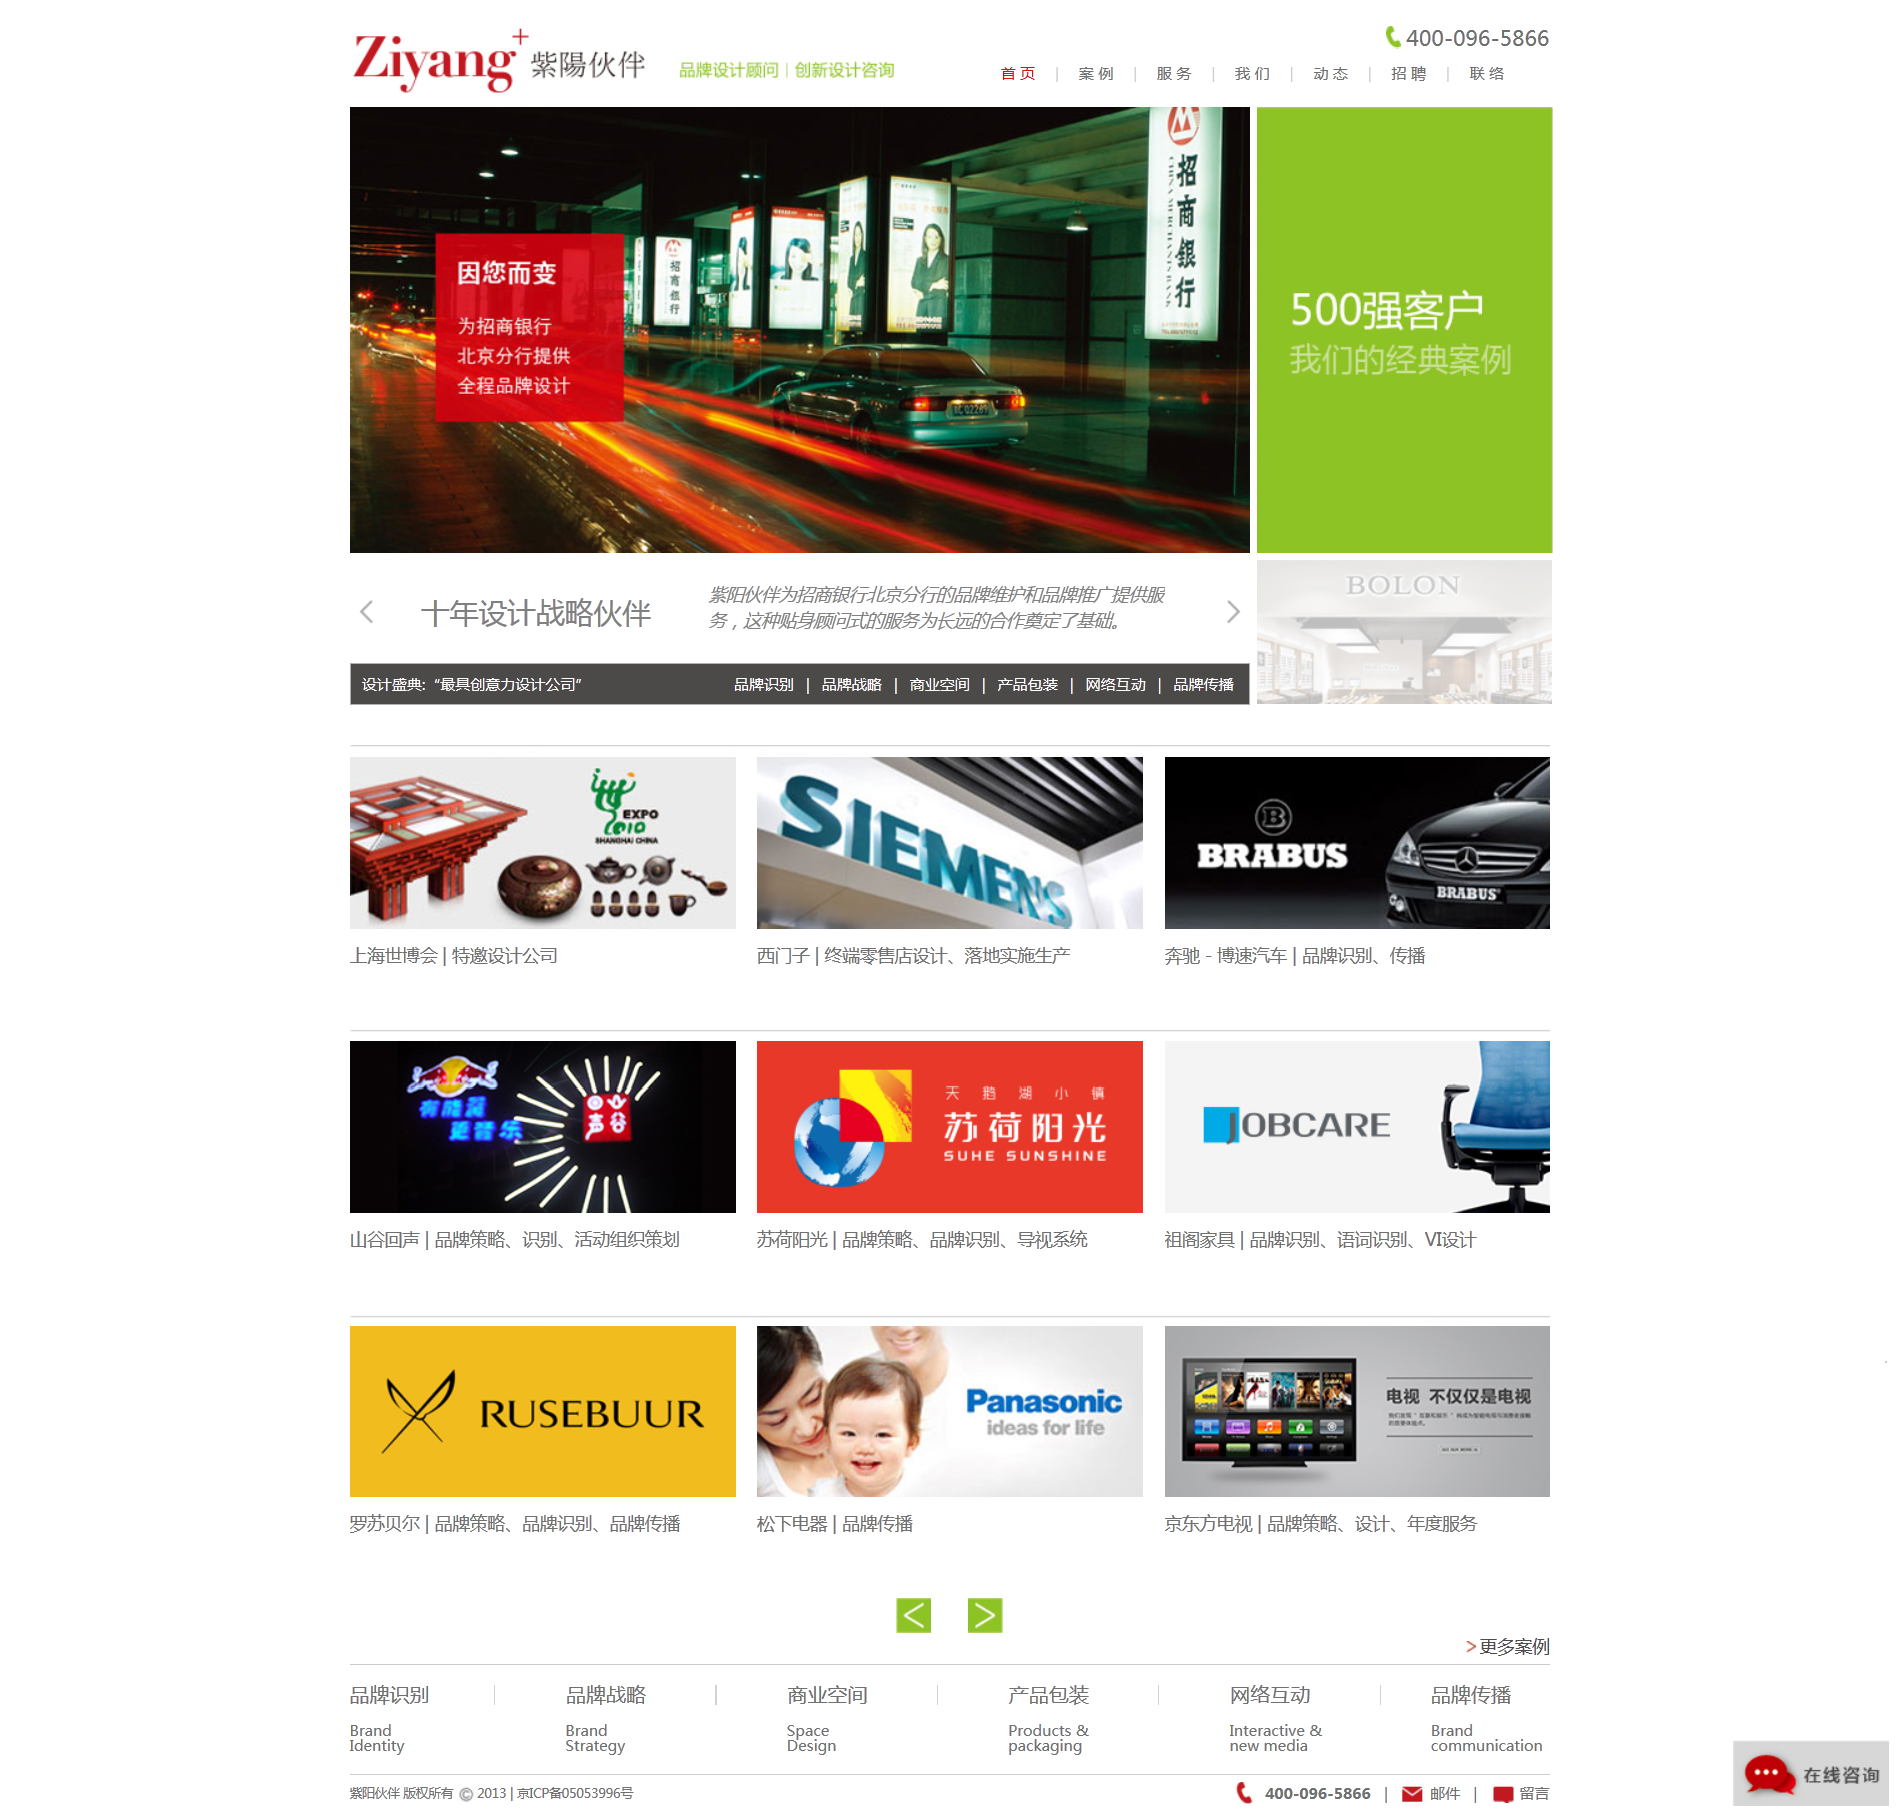 Ziyang+ 紫陽伙伴
品牌设计顾问 | 创新设计咨询
400-096-5866
首页 | 案例 | 服务 | 我们 | 动态 | 招聘 | 联络
因您而变
为招商银行
北京分行提供
全程品牌设计
招商银行
招商银行
CHINA MERCHANTS BANK
500强客户
我们的经典案例
十年设计战略伙伴
紫阳伙伴为招商银行北京分行的品牌维护和品牌推广提供服
务，这种贴身顾问式的服务为长远的合作奠定了基础。
BOLON
设计盛典: “最具创意力设计公司”
品牌识别 | 品牌战略 | 商业空间 | 产品包装 | 网络互动 | 品牌传播
EXPO
2010
SHANGHAI CHINA
SIEMENS
B
BRABUS
BRABUS
上海世博会 | 特邀设计公司
西门子 | 终端零售店设计、落地实施生产
奔驰 - 博速汽车 | 品牌识别、传播
有能量
更音乐
回山
声谷
天鹅湖小镇
苏荷阳光
SUHE SUNSHINE
JOBCARE
山谷回声 | 品牌策略、识别、活动组织策划
苏荷阳光 | 品牌策略、品牌识别、导视系统
祖阁家具 | 品牌识别、语词识别、VI设计
RUSEBUUR
Panasonic
ideas for life
电视 不仅仅是电视
罗苏贝尔 | 品牌策略、品牌识别、品牌传播
松下电器 | 品牌传播
京东方电视 | 品牌策略、设计、年度服务
< >
> 更多案例
品牌识别 | 品牌战略 | 商业空间 | 产品包装 | 网络互动 | 品牌传播
Brand
Identity
Brand
Strategy
Space
Design
Products &
packaging
Interactive &
new media
Brand
communication
在线咨询
紫阳伙伴 版权所有 © 2013 | 京ICP备05053996号
400-096-5866 | 邮件 | 留言